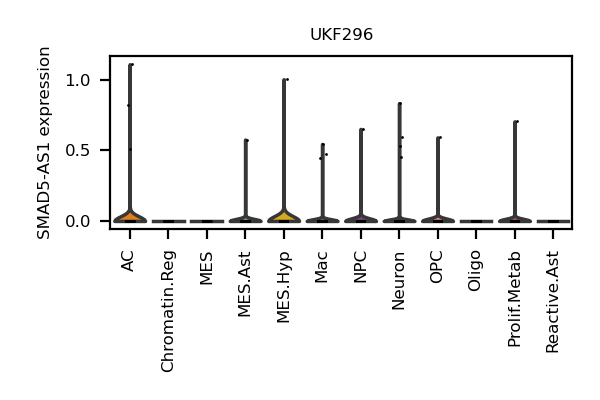 UKF296
SMAD5-AS1 expression
1.0
0.5
0.0
AC
Chromatin.Reg
MES
MES.Ast
MES.Hyp
Mac
NPC
Neuron
OPC
Oligo
Prolif.Metab
Reactive.Ast